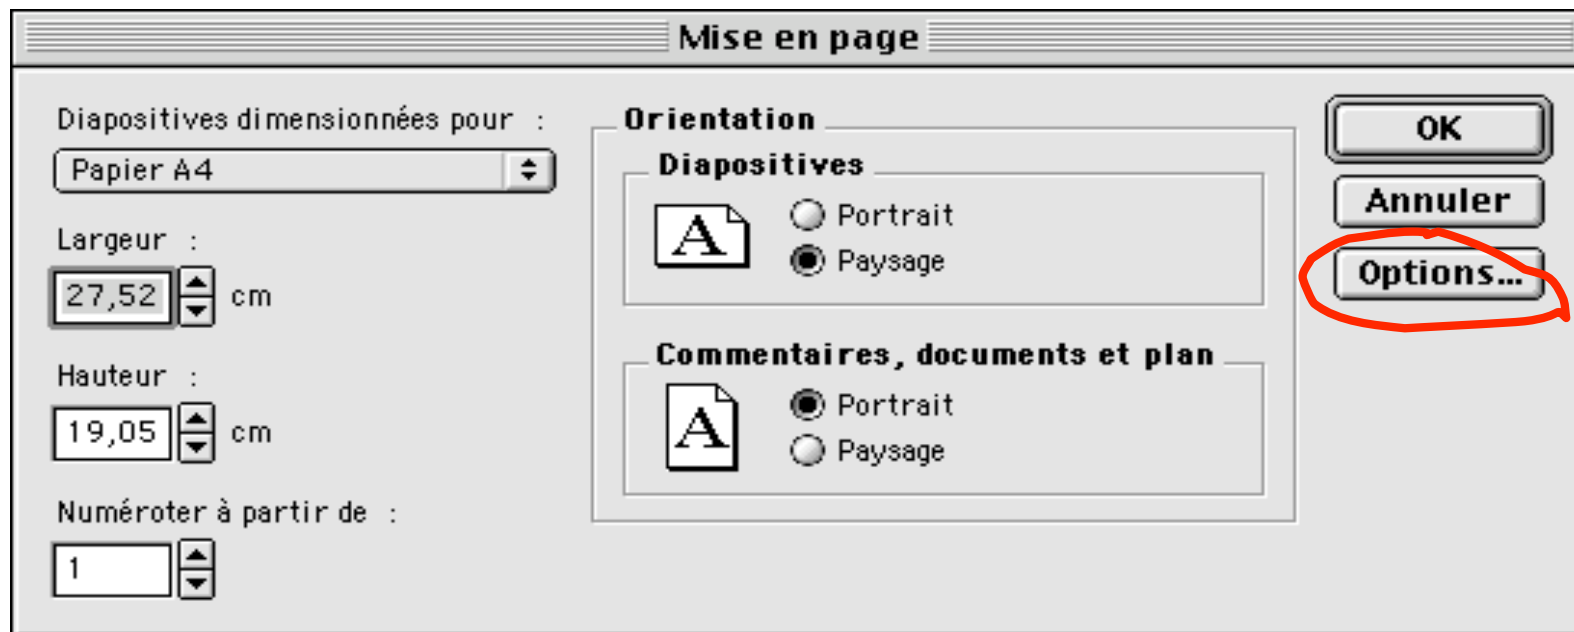 Mise en page
Diapositives dimensionnées pour :
Papier A4
Largeur :
27,52 cm
Hauteur :
19,05 cm
Numéroter à partir de :
1
Orientation
Diapositives
A
Portrait
Paysage
Commentaires, documents et plan
A
Portrait
Paysage
OK
Annuler
Options...